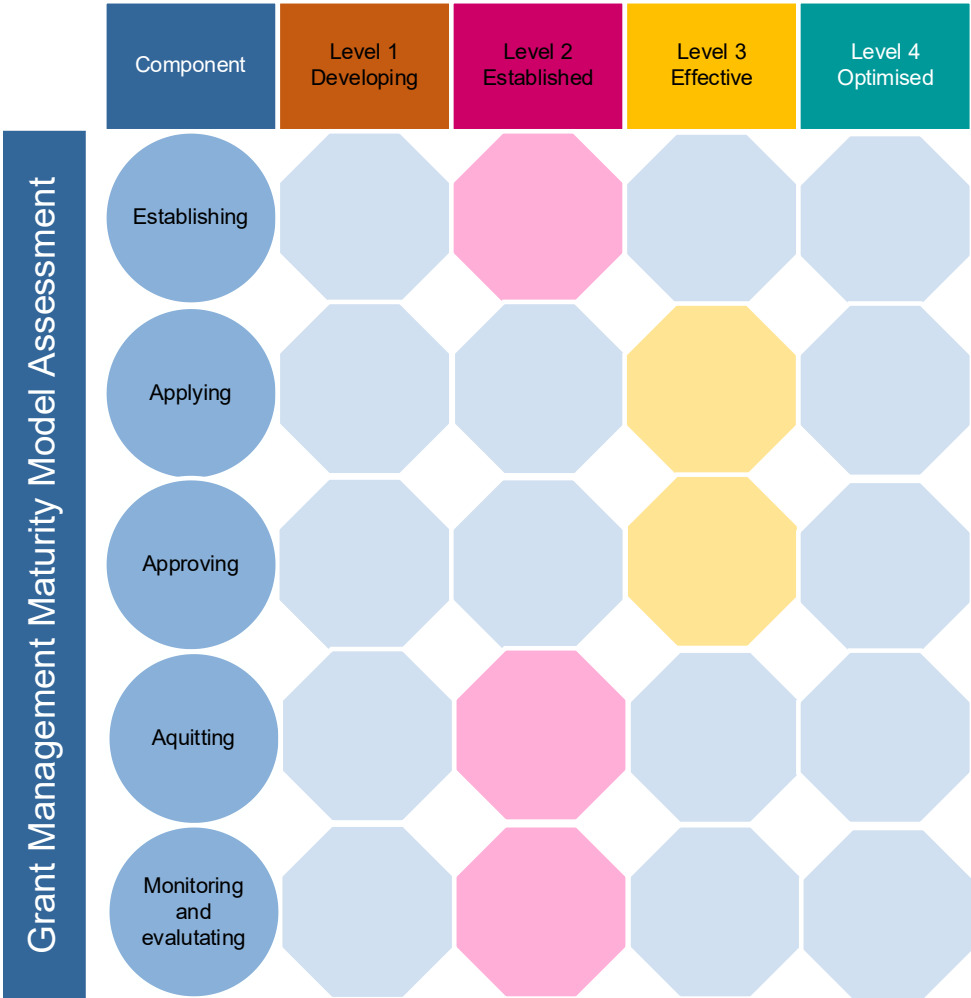 Component
Level 1
Developing
Level 2
Established
Level 3
Effective
Level 4
Optimised
Grant Management Maturity Model Assessment
Establishing
Applying
Approving
Aquitting
Monitoring
and
evalutating